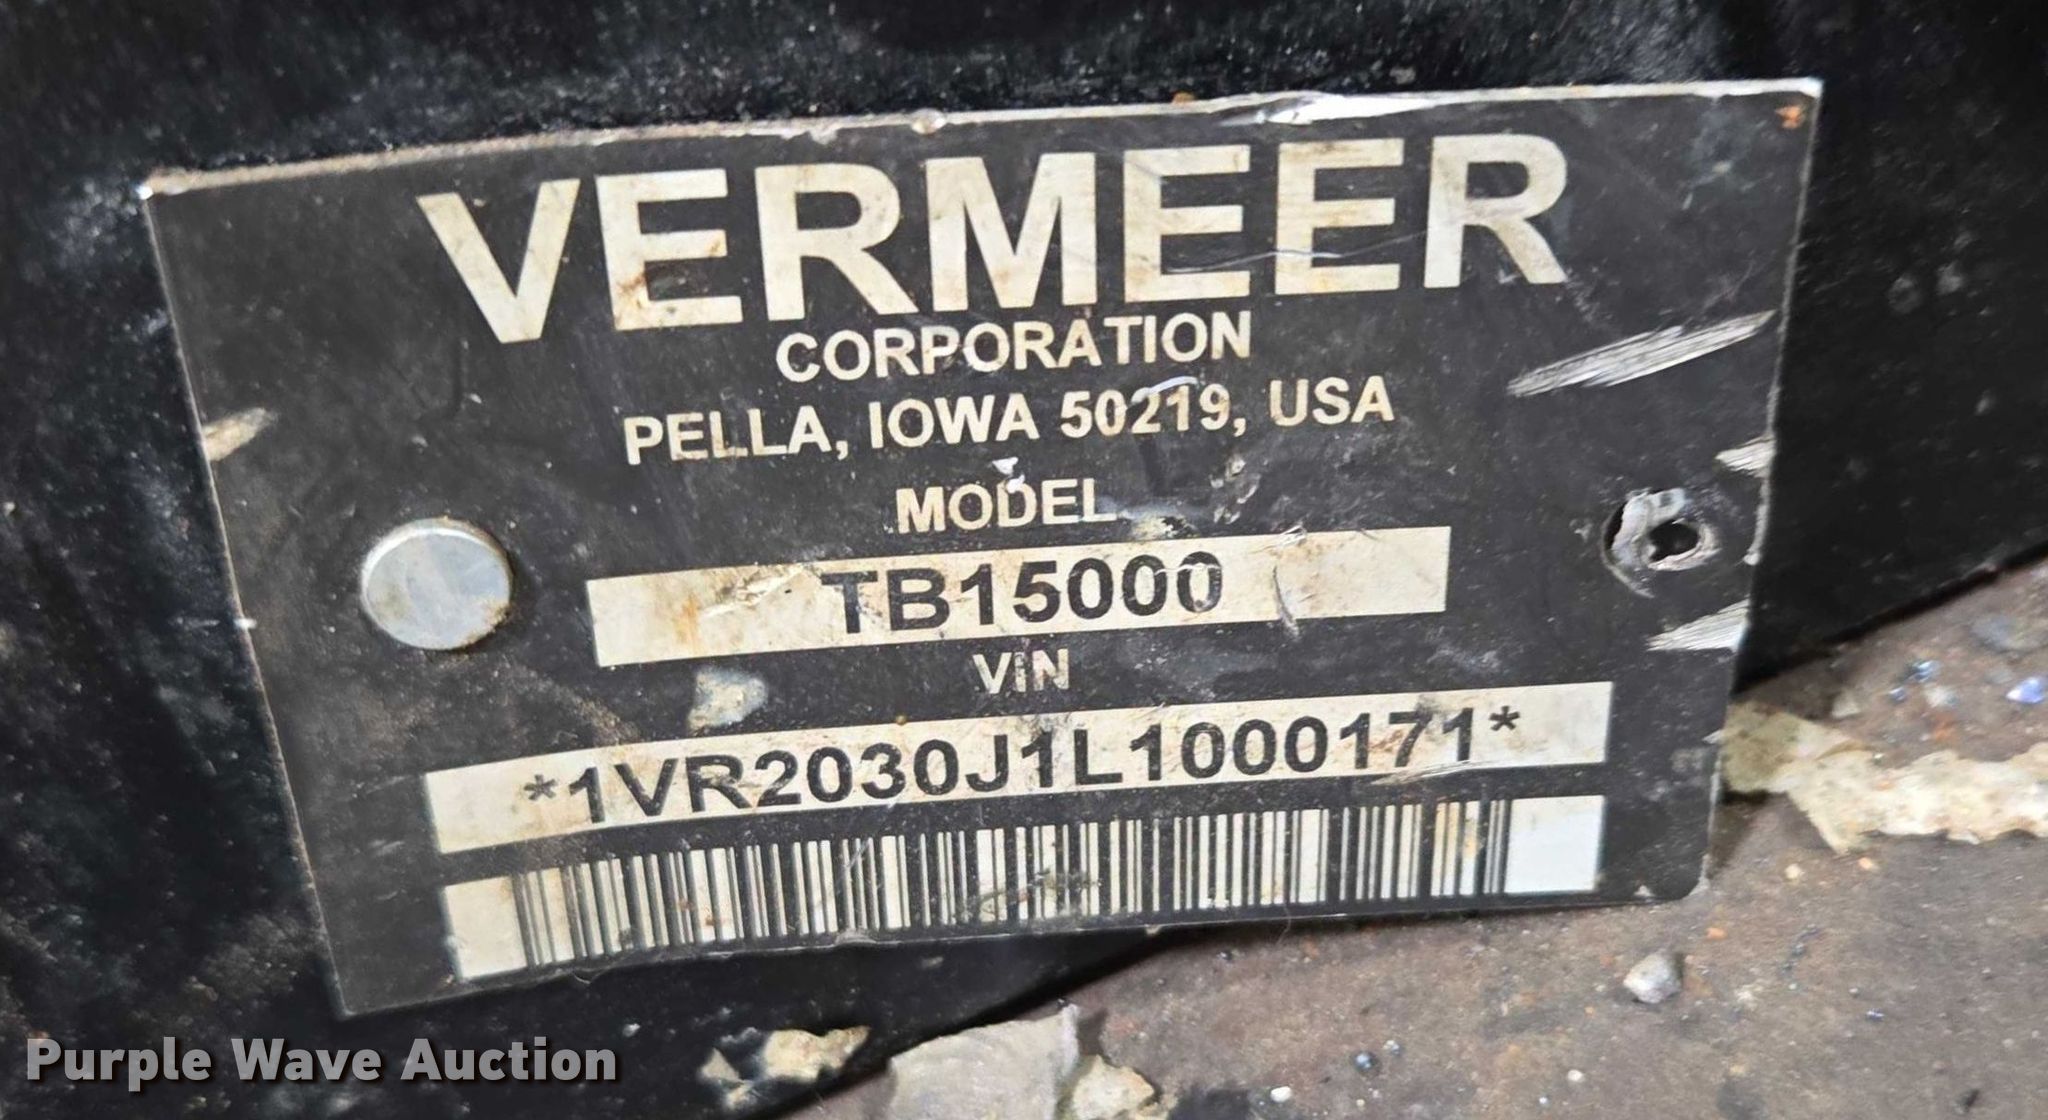 VERMEER
CORPORATION
PELLA, IOWA 50219, USA
MODEL
TB15000
VIN
*1VR2030J1L1000171*
Purple Wave Auction